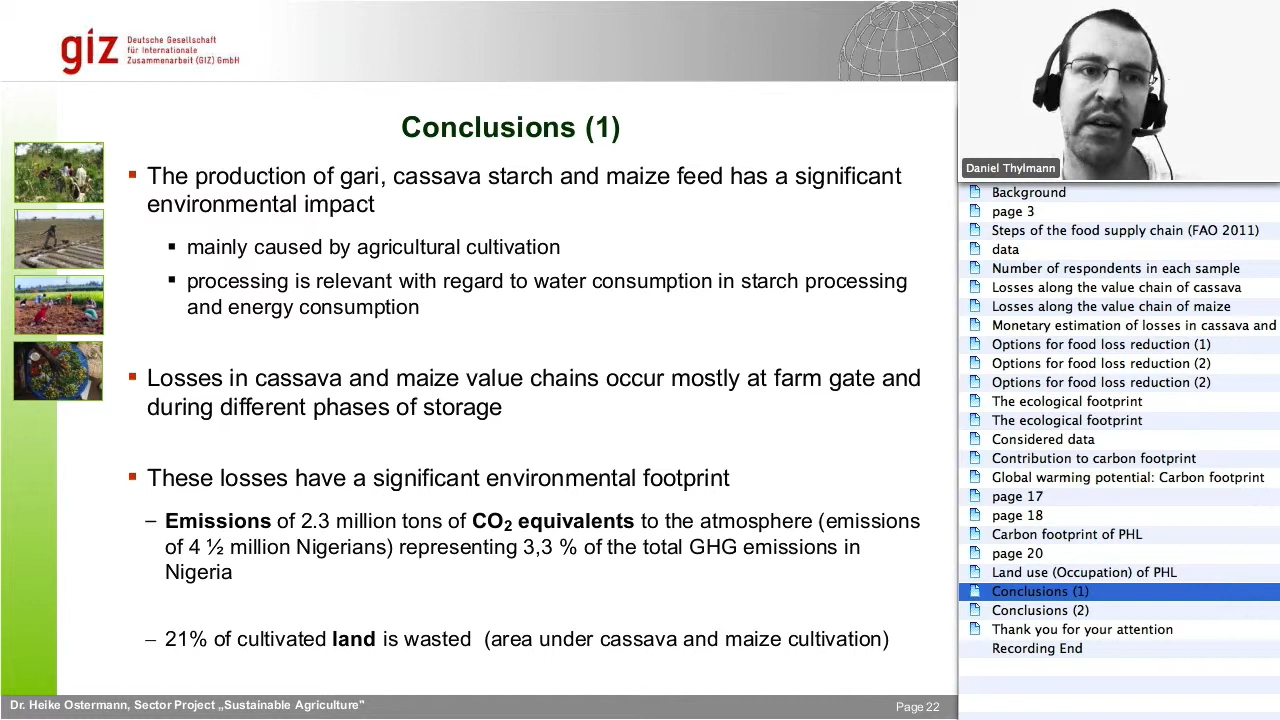 giz
Deutsche Gesellschaft
für Internationale
Zusammenarbeit (GIZ) GmbH
Conclusions (1)
The production of gari, cassava starch and maize feed has a significant
environmental impact
mainly caused by agricultural cultivation
processing is relevant with regard to water consumption in starch processing
and energy consumption
Losses in cassava and maize value chains occur mostly at farm gate and
during different phases of storage
These losses have a significant environmental footprint
– Emissions of 2.3 million tons of CO₂ equivalents to the atmosphere (emissions
of 4 ½ million Nigerians) representing 3,3 % of the total GHG emissions in
Nigeria
– 21% of cultivated land is wasted (area under cassava and maize cultivation)
Dr. Heike Ostermann, Sector Project „Sustainable Agriculture"
Page 22
Daniel Thylmann
Background
page 3
Steps of the food supply chain (FAO 2011)
data
Number of respondents in each sample
Losses along the value chain of cassava
Losses along the value chain of maize
Monetary estimation of losses in cassava and
Options for food loss reduction (1)
Options for food loss reduction (2)
Options for food loss reduction (2)
The ecological footprint
The ecological footprint
Considered data
Contribution to carbon footprint
Global warming potential: Carbon footprint
page 17
page 18
Carbon footprint of PHL
page 20
Land use (Occupation) of PHL
Conclusions (1)
Conclusions (2)
Thank you for your attention
Recording End